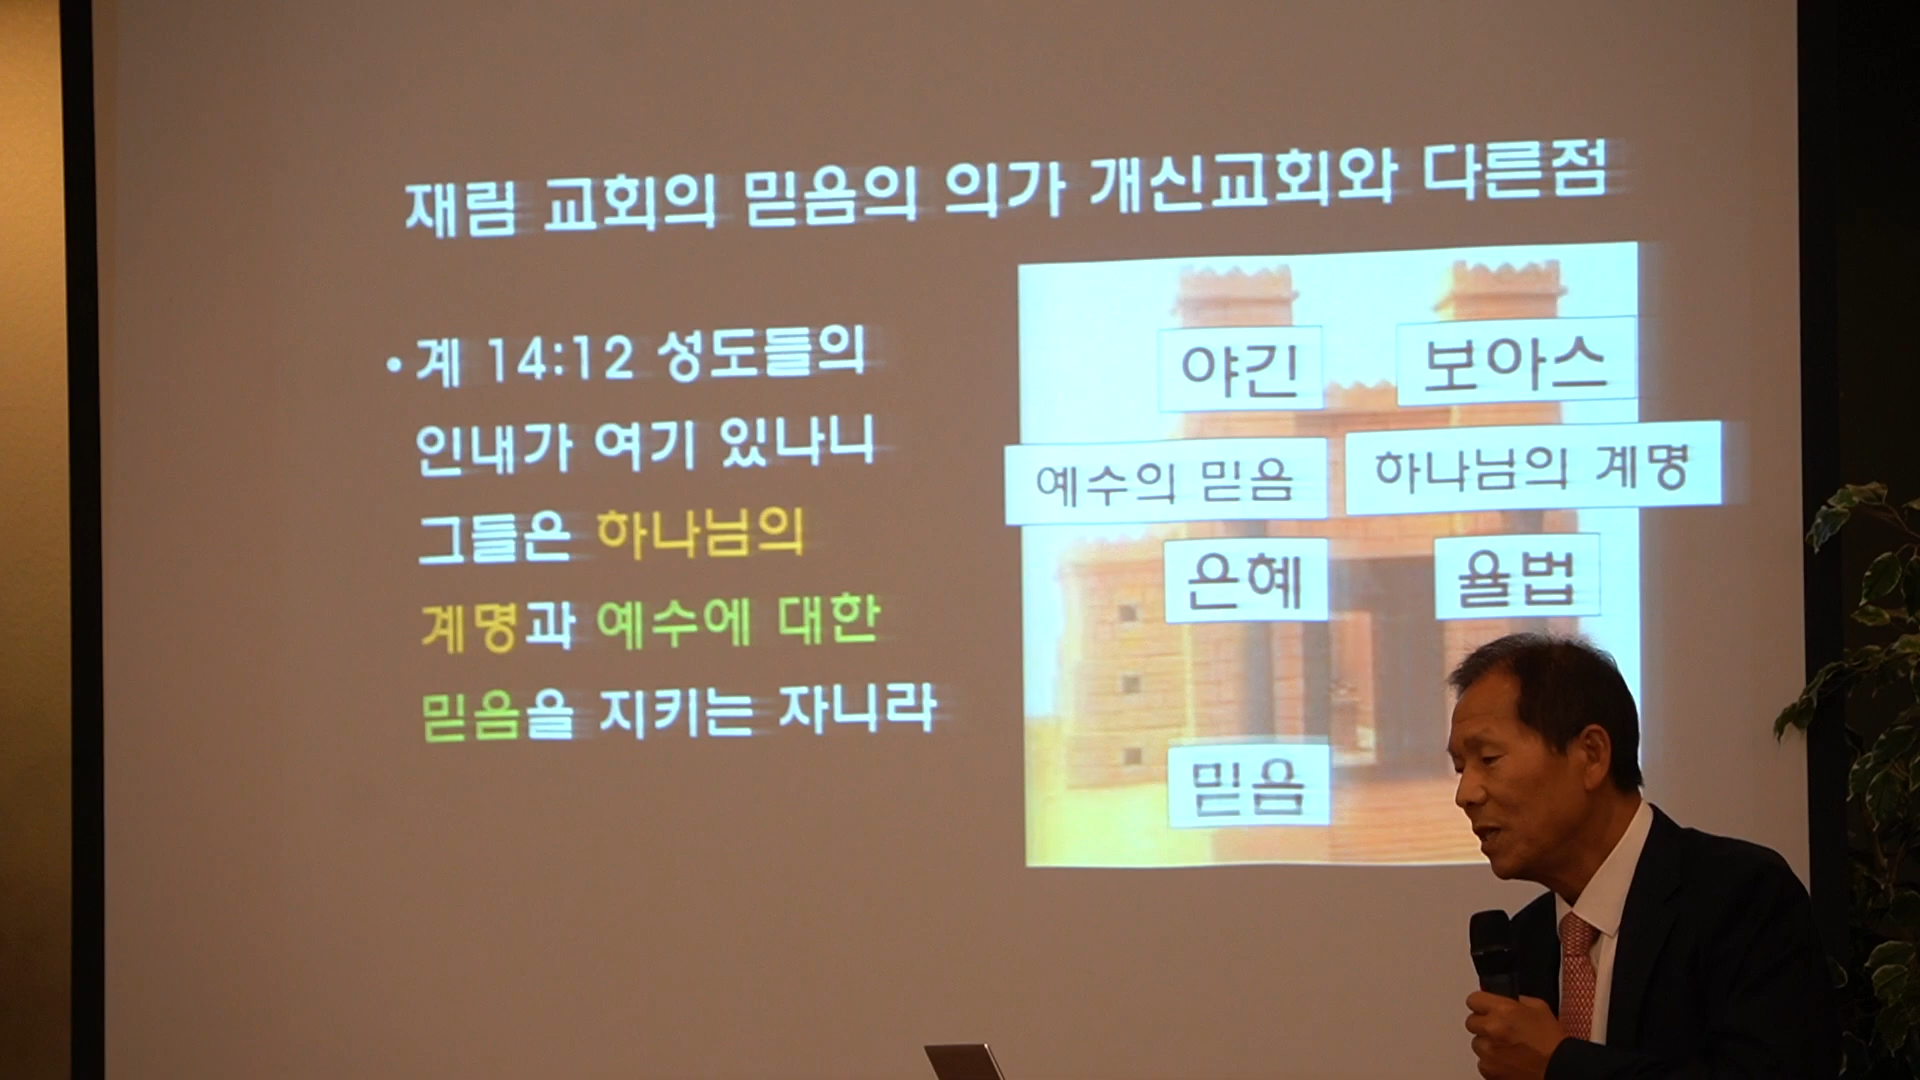 재림 교회의 믿음의 의가 개신교회와 다른점
• 계 14:12 성도들의
인내가 여기 있나니
그들은 하나님의
계명과 예수에 대한
믿음을 지키는 자니라
야긴 보아스
예수의 믿음 하나님의 계명
은혜 율법
믿음